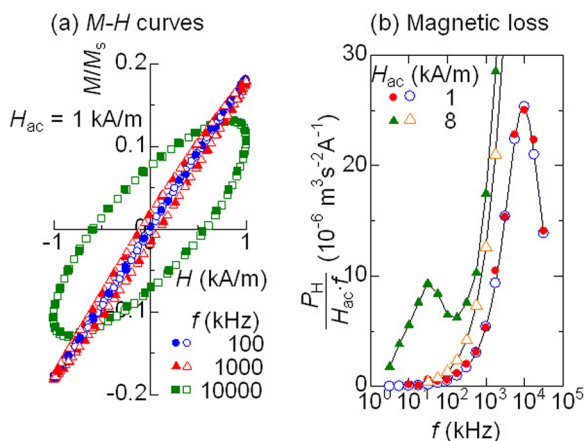 (a) M-H curves
M/Ms
0.2
Hac = 1 kA/m
0.1
0
-1
0
1
H (kA/m)
-0.1
f (kHz)
100
1000
10000
-0.2
(b) Magnetic loss
30
Hac (kA/m)
1
8
20
10
0
PH / Hac·f (10⁻⁶ m³s⁻²A⁻¹)
10⁰ 10¹ 10² 10³ 10⁴ 10⁵
f (kHz)